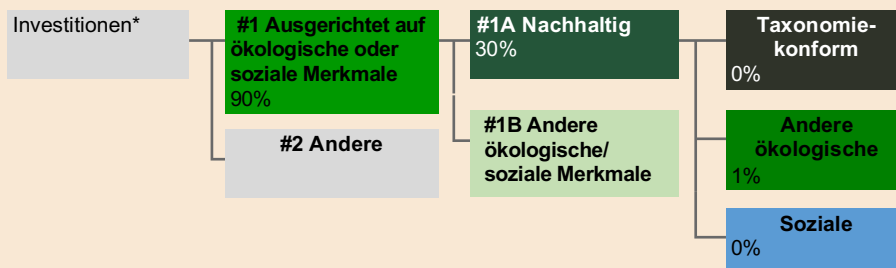 Investitionen*
#1 Ausgerichtet auf
ökologische oder
soziale Merkmale
90%
#2 Andere
#1A Nachhaltig
30%
#1B Andere
ökologische/
soziale Merkmale
Taxonomie-
konform
0%
Andere
ökologische
1%
Soziale
0%